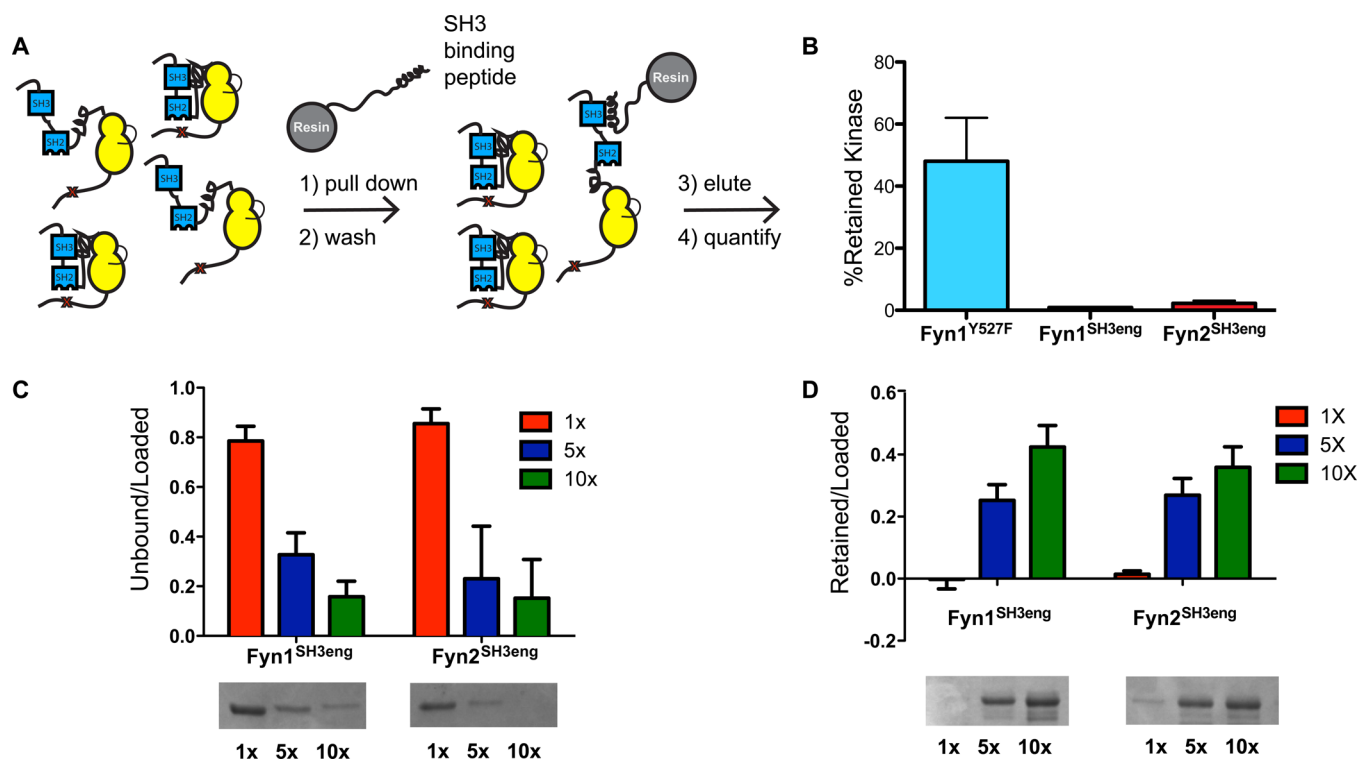 A
SH3
binding
peptide
SH3
SH2
SH3
SH2
SH3
SH2
SH3
SH2
Resin
1) pull down
2) wash
SH3
SH2
SH3
SH2
SH3
SH2
Resin
3) elute
4) quantify
B
%Retained Kinase
80
60
40
20
0
Fyn1Y527F
Fyn1SH3eng
Fyn2SH3eng
C
Unbound/Loaded
1.0
0.8
0.6
0.4
0.2
0.0
1x
5x
10x
Fyn1SH3eng
Fyn2SH3eng
1x 5x 10x
1x 5x 10x
D
Retained/Loaded
0.6
0.4
0.2
0.0
-0.2
1X
5X
10X
Fyn1SH3eng
Fyn2SH3eng
1x 5x 10x
1x 5x 10x